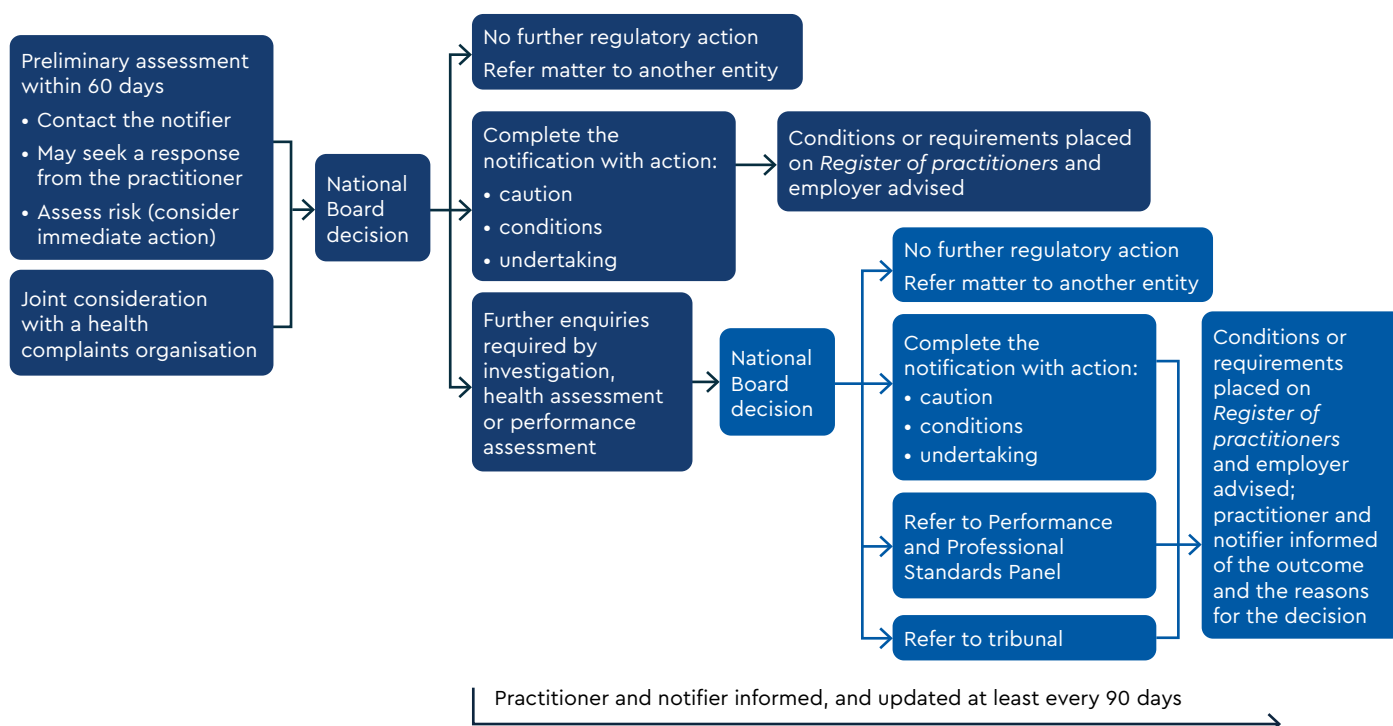 Preliminary assessment
within 60 days
• Contact the notifier
• May seek a response
from the practitioner
• Assess risk (consider
immediate action)
Joint consideration
with a health
complaints organisation
National
Board
decision
No further regulatory action
Refer matter to another entity
Complete the
notification with action:
• caution
• conditions
• undertaking
Conditions or requirements placed
on Register of practitioners and
employer advised
Further enquiries
required by
investigation,
health assessment
or performance
assessment
National
Board
decision
No further regulatory action
Refer matter to another entity
Complete the
notification with action:
• caution
• conditions
• undertaking
Refer to Performance
and Professional
Standards Panel
Refer to tribunal
Conditions or
requirements
placed on
Register of
practitioners
and employer
advised;
practitioner and
notifier informed
of the outcome
and the reasons
for the decision
Practitioner and notifier informed, and updated at least every 90 days